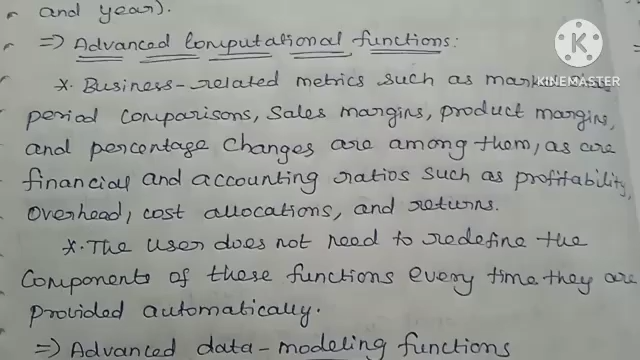 and year).
=> Advanced Computational functions:
*. Business-related metrics such as
KINEMASTER
period comparisons, sales margins, product margins,
and percentage changes are among them, as are
financial and accounting ratios such as profitability,
overhead, cost allocations, and returns.
*. The user does not need to redefine the
Components of these functions every time they are
provided automatically.
=> Advanced data-modeling functions